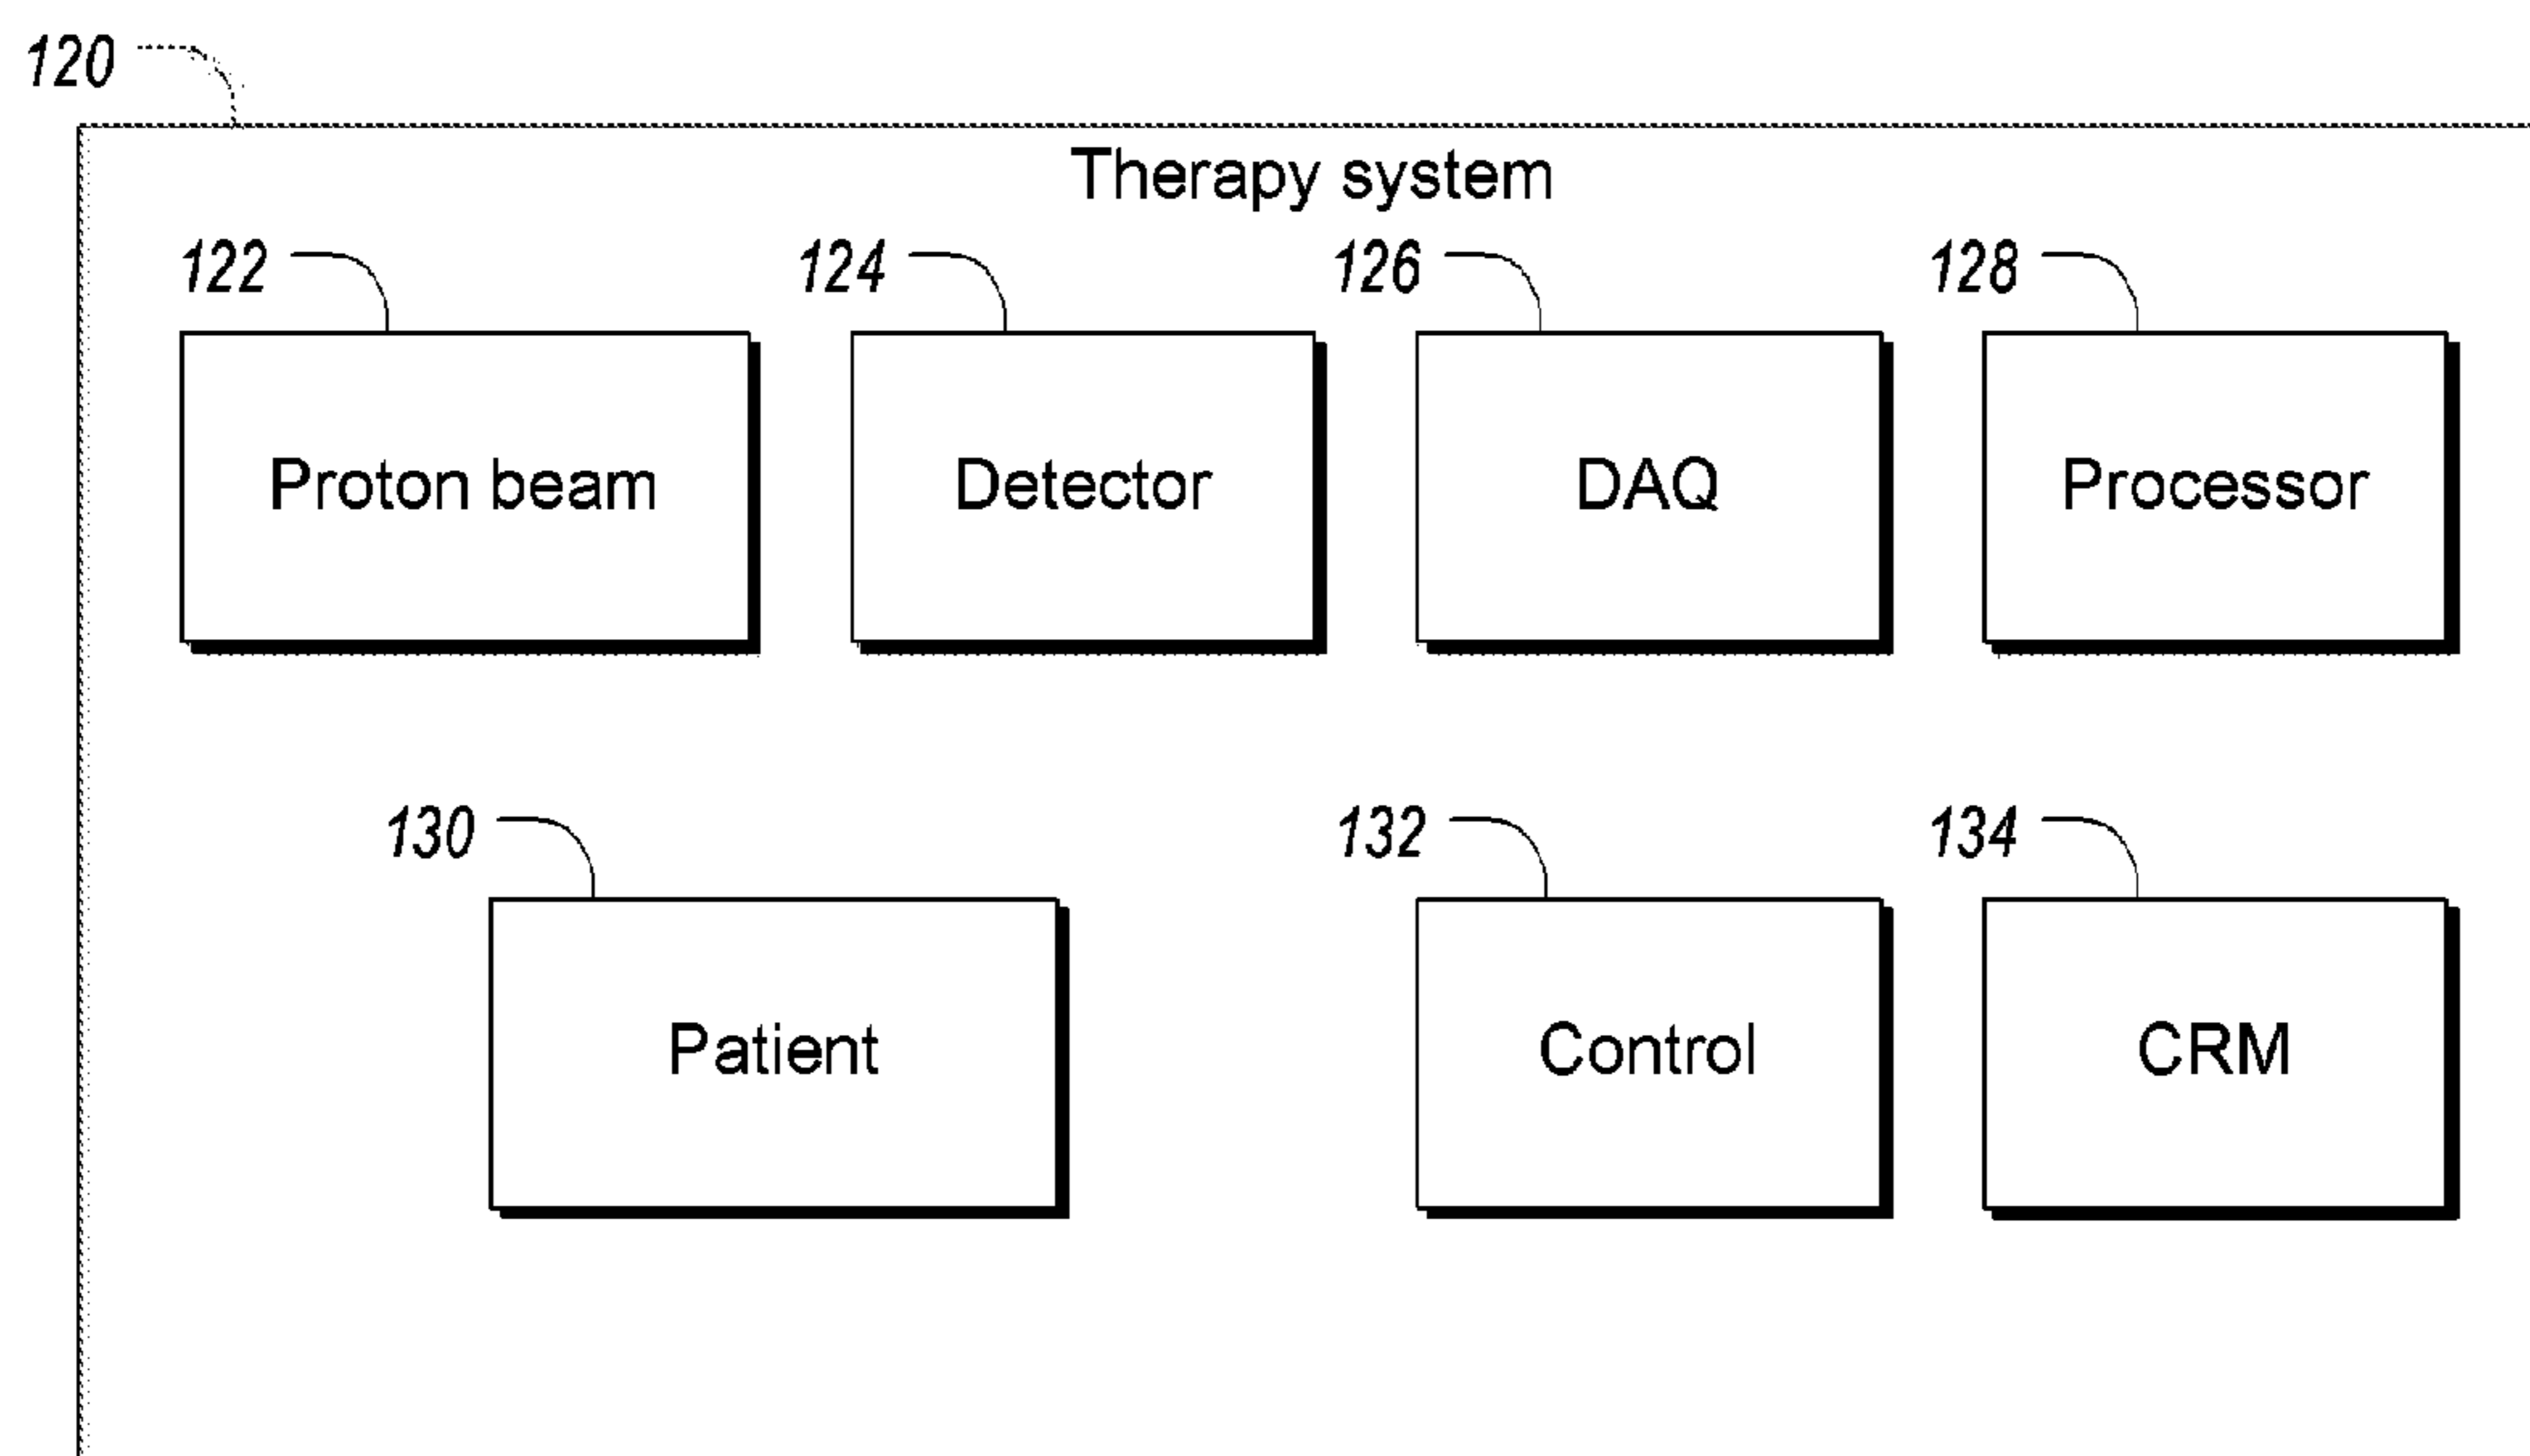 120
Therapy system
122 124 126 128
Proton beam Detector DAQ Processor
130 132 134
Patient Control CRM